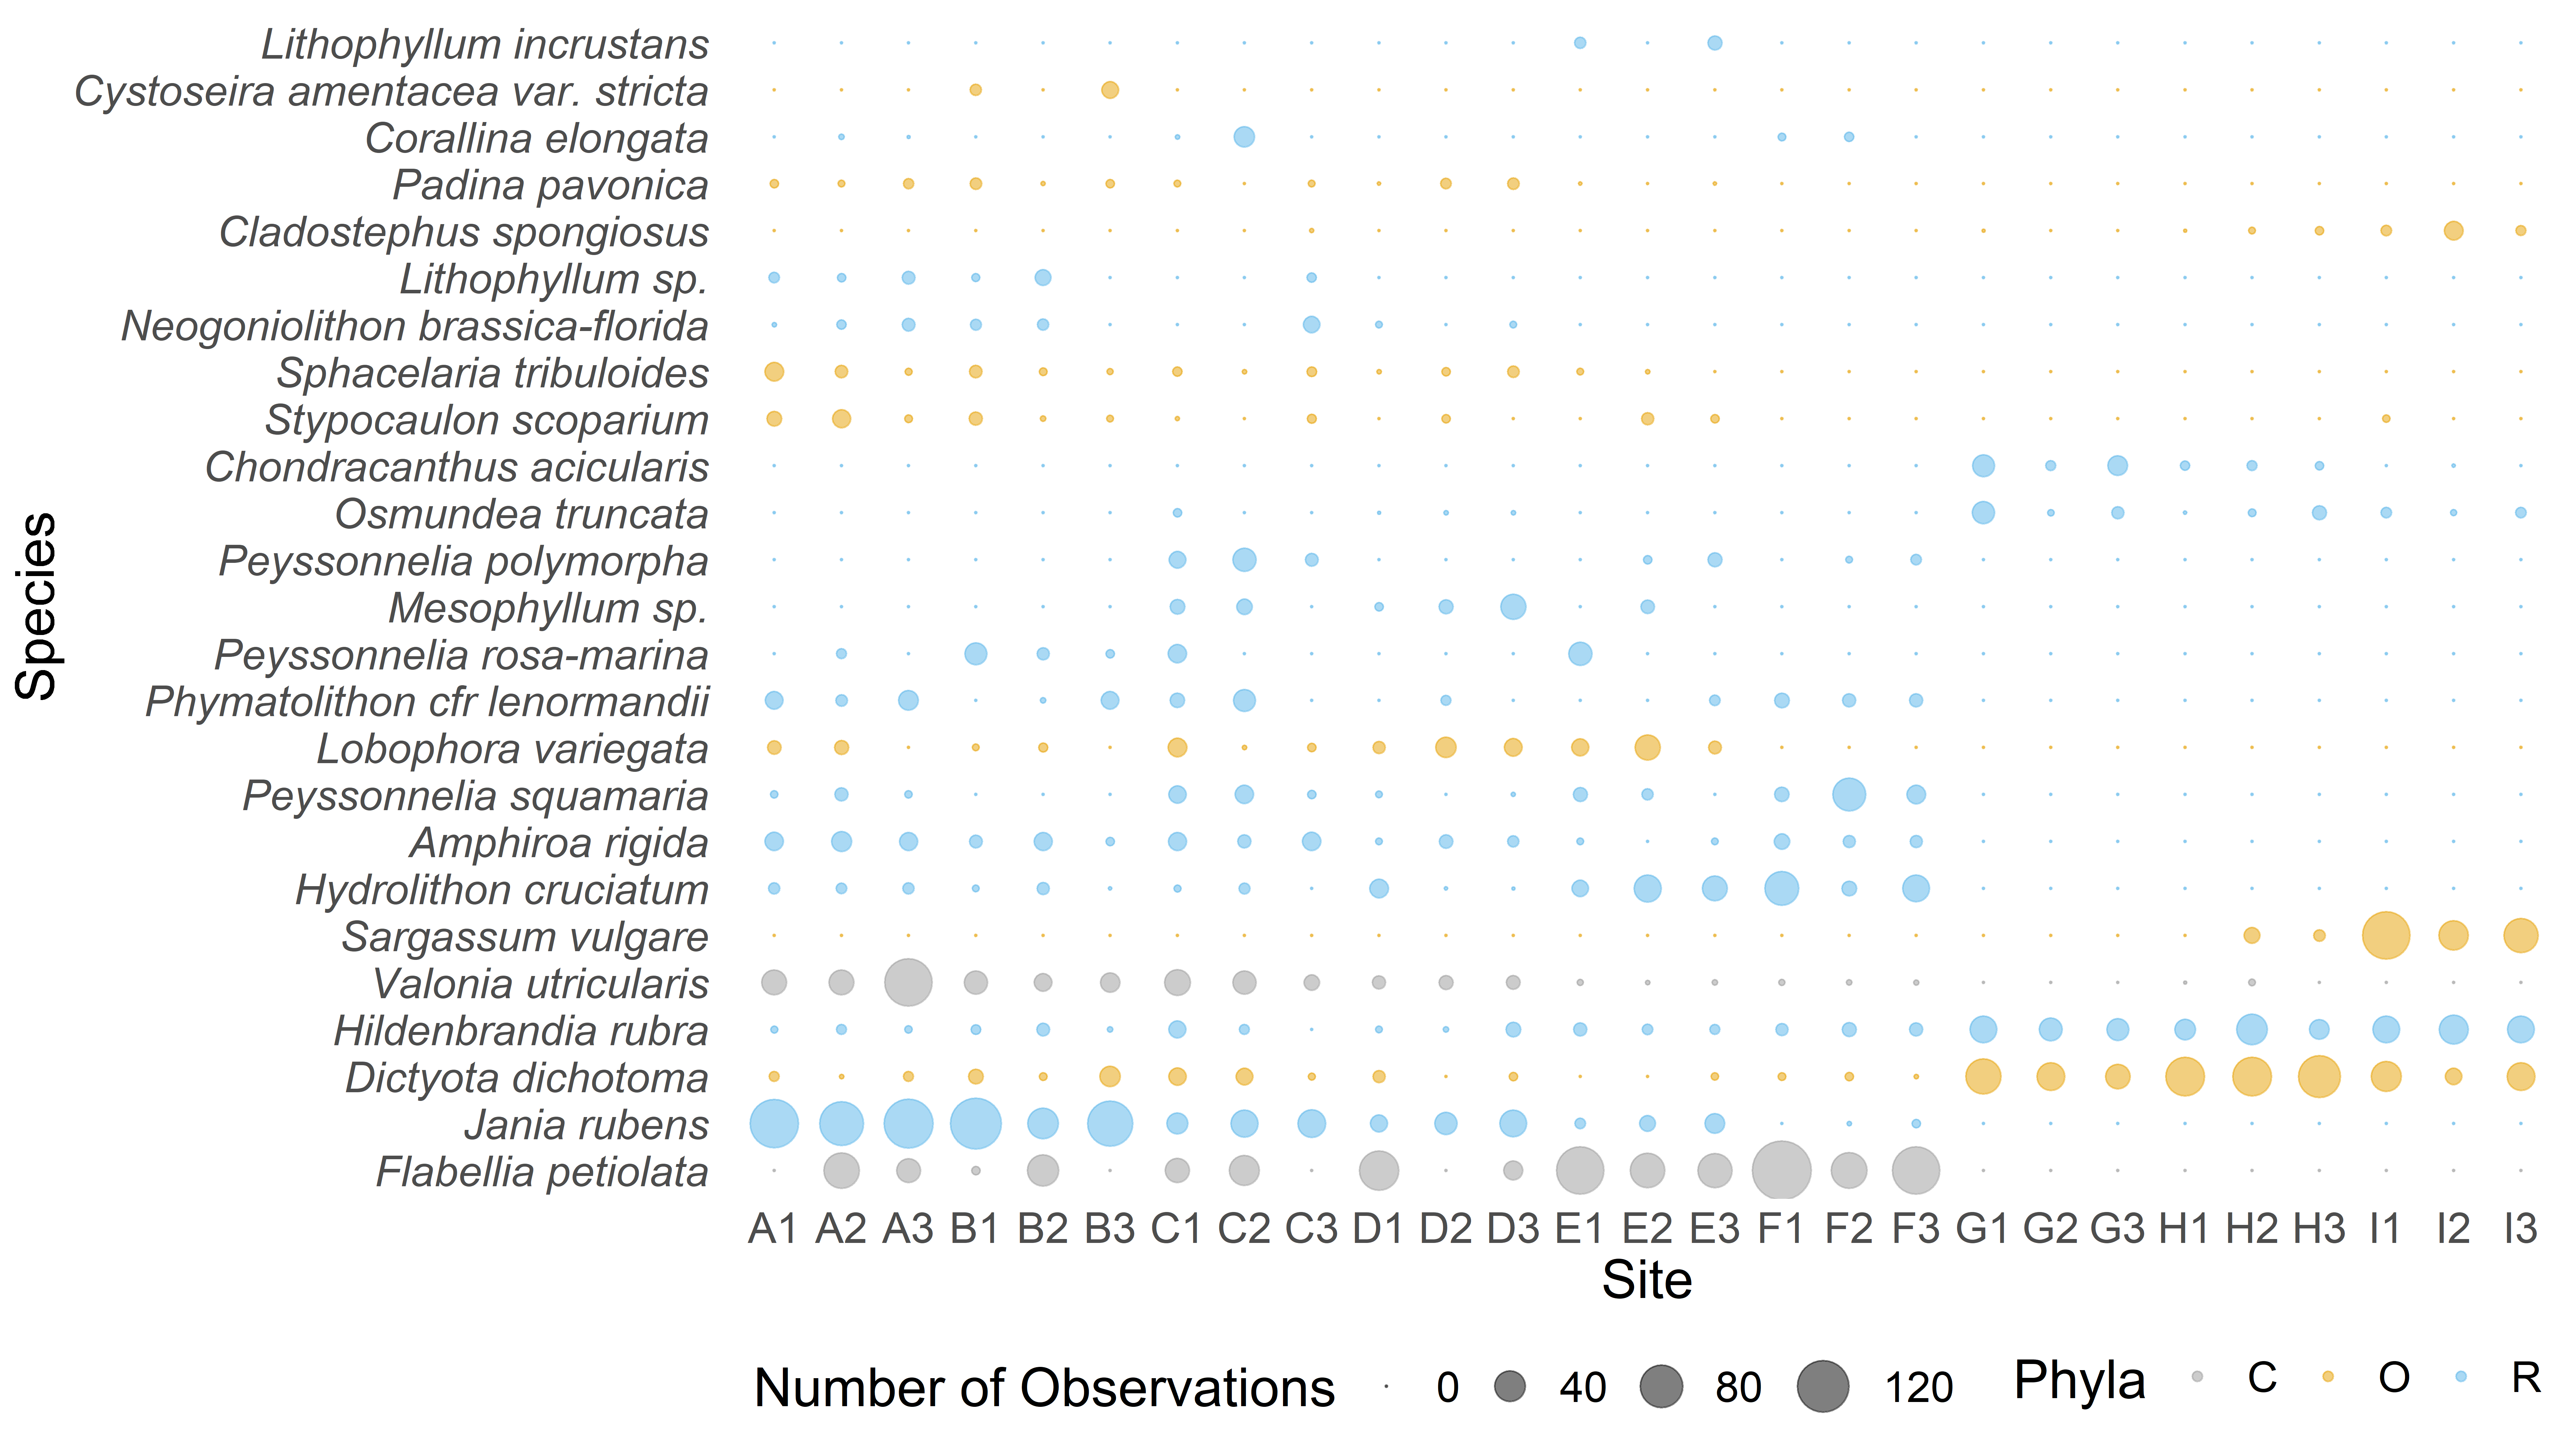 Lithophyllum incrustans
Cystoseira amentacea var. stricta
Corallina elongata
Padina pavonica
Cladostephus spongiosus
Lithophyllum sp.
Neogoniolithon brassica-florida
Sphacelaria tribuloides
Stypocaulon scoparium
Chondracanthus acicularis
Osmundea truncata
Peyssonnelia polymorpha
Mesophyllum sp.
Peyssonnelia rosa-marina
Phymatolithon cfr lenormandii
Lobophora variegata
Peyssonnelia squamaria
Amphiroa rigida
Hydrolithon cruciatum
Sargassum vulgare
Valonia utricularis
Hildenbrandia rubra
Dictyota dichotoma
Jania rubens
Flabellia petiolata
Species
A1 A2 A3 B1 B2 B3 C1 C2 C3 D1 D2 D3 E1 E2 E3 F1 F2 F3 G1 G2 G3 H1 H2 H3 I1 I2 I3
Site
Number of Observations 0 40 80 120 Phyla C O R